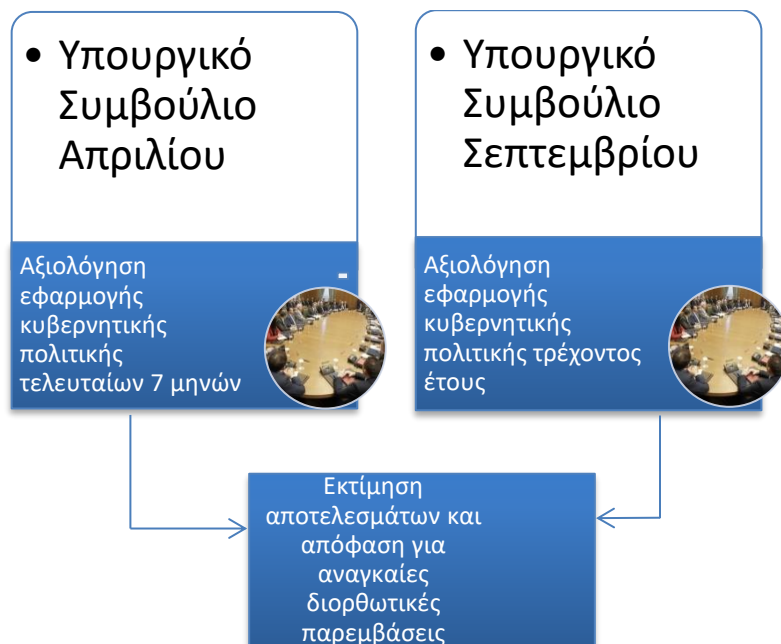 • Υπουργικό
Συμβούλιο
Απριλίου
Αξιολόγηση
εφαρμογής
κυβερνητικής
πολιτικής
τελευταίων 7 μηνών
-
• Υπουργικό
Συμβούλιο
Σεπτεμβρίου
Αξιολόγηση
εφαρμογής
κυβερνητικής
πολιτικής τρέχοντος
έτους
Εκτίμηση
αποτελεσμάτων και
απόφαση για
αναγκαίες
διορθωτικές
παρεμβάσεις